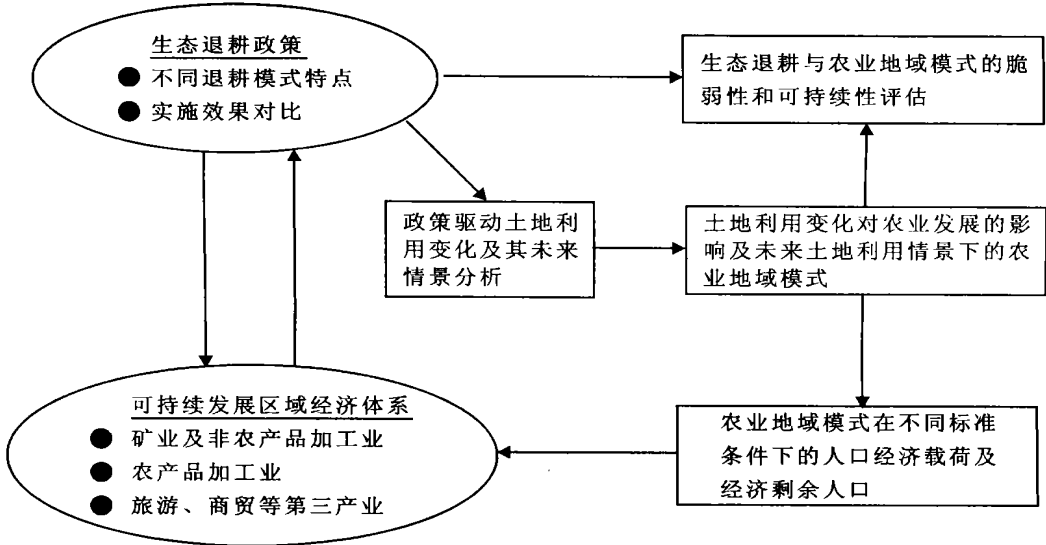 生态退耕政策
● 不同退耕模式特点
● 实施效果对比
生态退耕与农业地域模式的脆
弱性和可持续性评估
政策驱动土地利
用变化及其未来
情景分析
土地利用变化对农业发展的影
响及未来土地利用情景下的农
业地域模式
可持续发展区域经济体系
● 矿业及非农产品加工业
● 农产品加工业
● 旅游、商贸等第三产业
农业地域模式在不同标准
条件下的人口经济载荷及
经济剩余人口